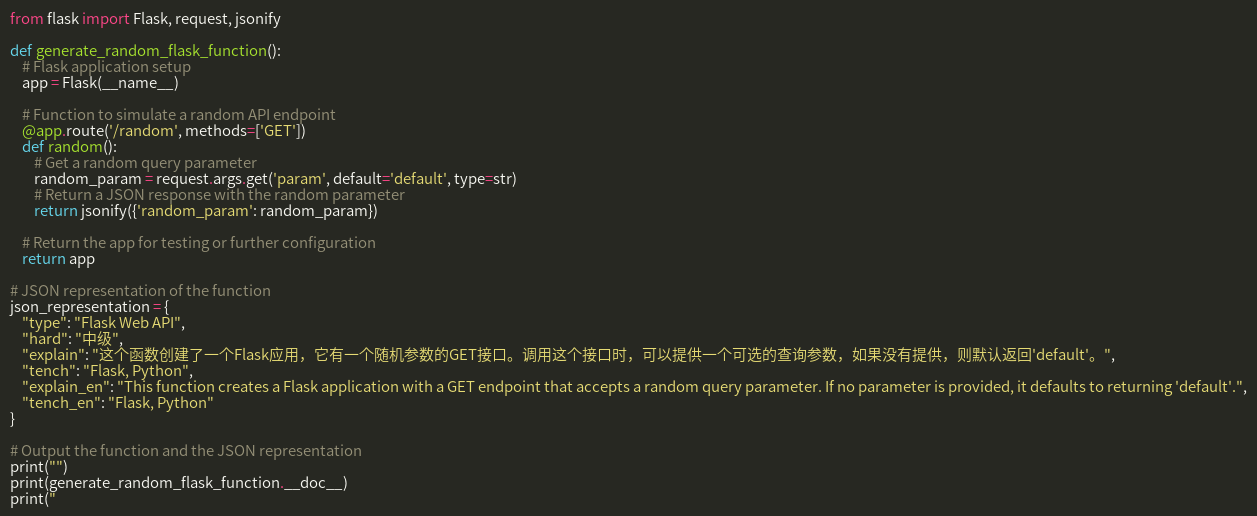 from flask import Flask, request, jsonify

def generate_random_flask_function():
    # Flask application setup
    app = Flask(__name__)

    # Function to simulate a random API endpoint
    @app.route('/random', methods=['GET'])
    def random():
        # Get a random query parameter
        random_param = request.args.get('param', default='default', type=str)
        # Return a JSON response with the random parameter
        return jsonify({'random_param': random_param})

    # Return the app for testing or further configuration
    return app

# JSON representation of the function
json_representation = {
    "type": "Flask Web API",
    "hard": "中级",
    "explain": "这个函数创建了一个Flask应用，它有一个随机参数的GET接口。调用这个接口时，可以提供一个可选的查询参数，如果没有提供，则默认返回'default'。",
    "tench": "Flask, Python",
    "explain_en": "This function creates a Flask application with a GET endpoint that accepts a random query parameter. If no parameter is provided, it defaults to returning 'default'.",
    "tench_en": "Flask, Python"
}

# Output the function and the JSON representation
print("")
print(generate_random_flask_function.__doc__)
print("